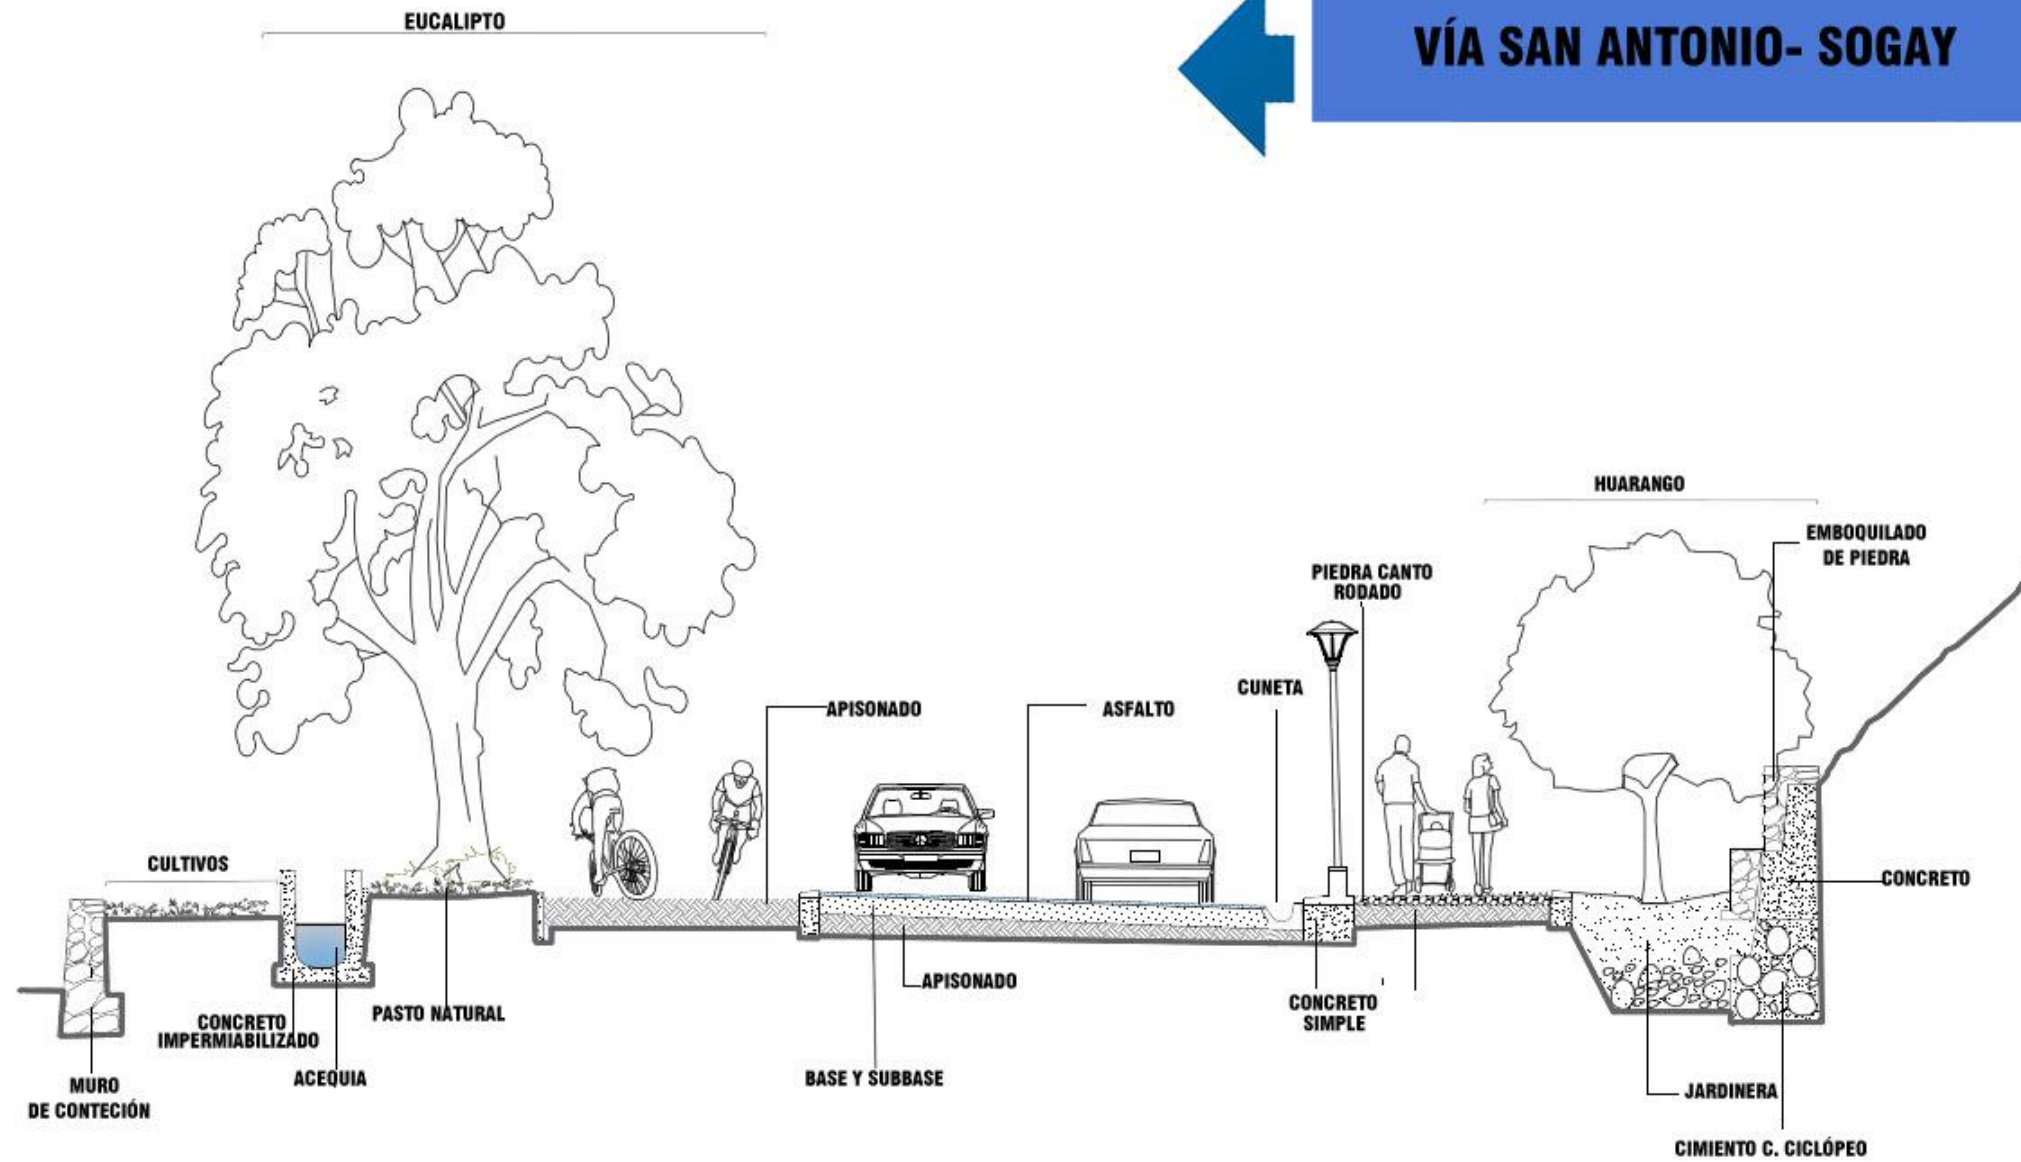 EUCALIPTO
VÍA SAN ANTONIO- SOGAY
HUARANGO
EMBOQUILADO
DE PIEDRA
PIEDRA CANTO
RODADO
CUNETA
APISONADO
ASFALTO
CULTIVOS
CONCRETO
APISONADO
CONCRETO
SIMPLE
PASTO NATURAL
CONCRETO
IMPERMIABILIZADO
ACEQUIA
BASE Y SUBBASE
MURO
DE CONTECIÓN
JARDINERA
CIMIENTO C. CICLÓPEO